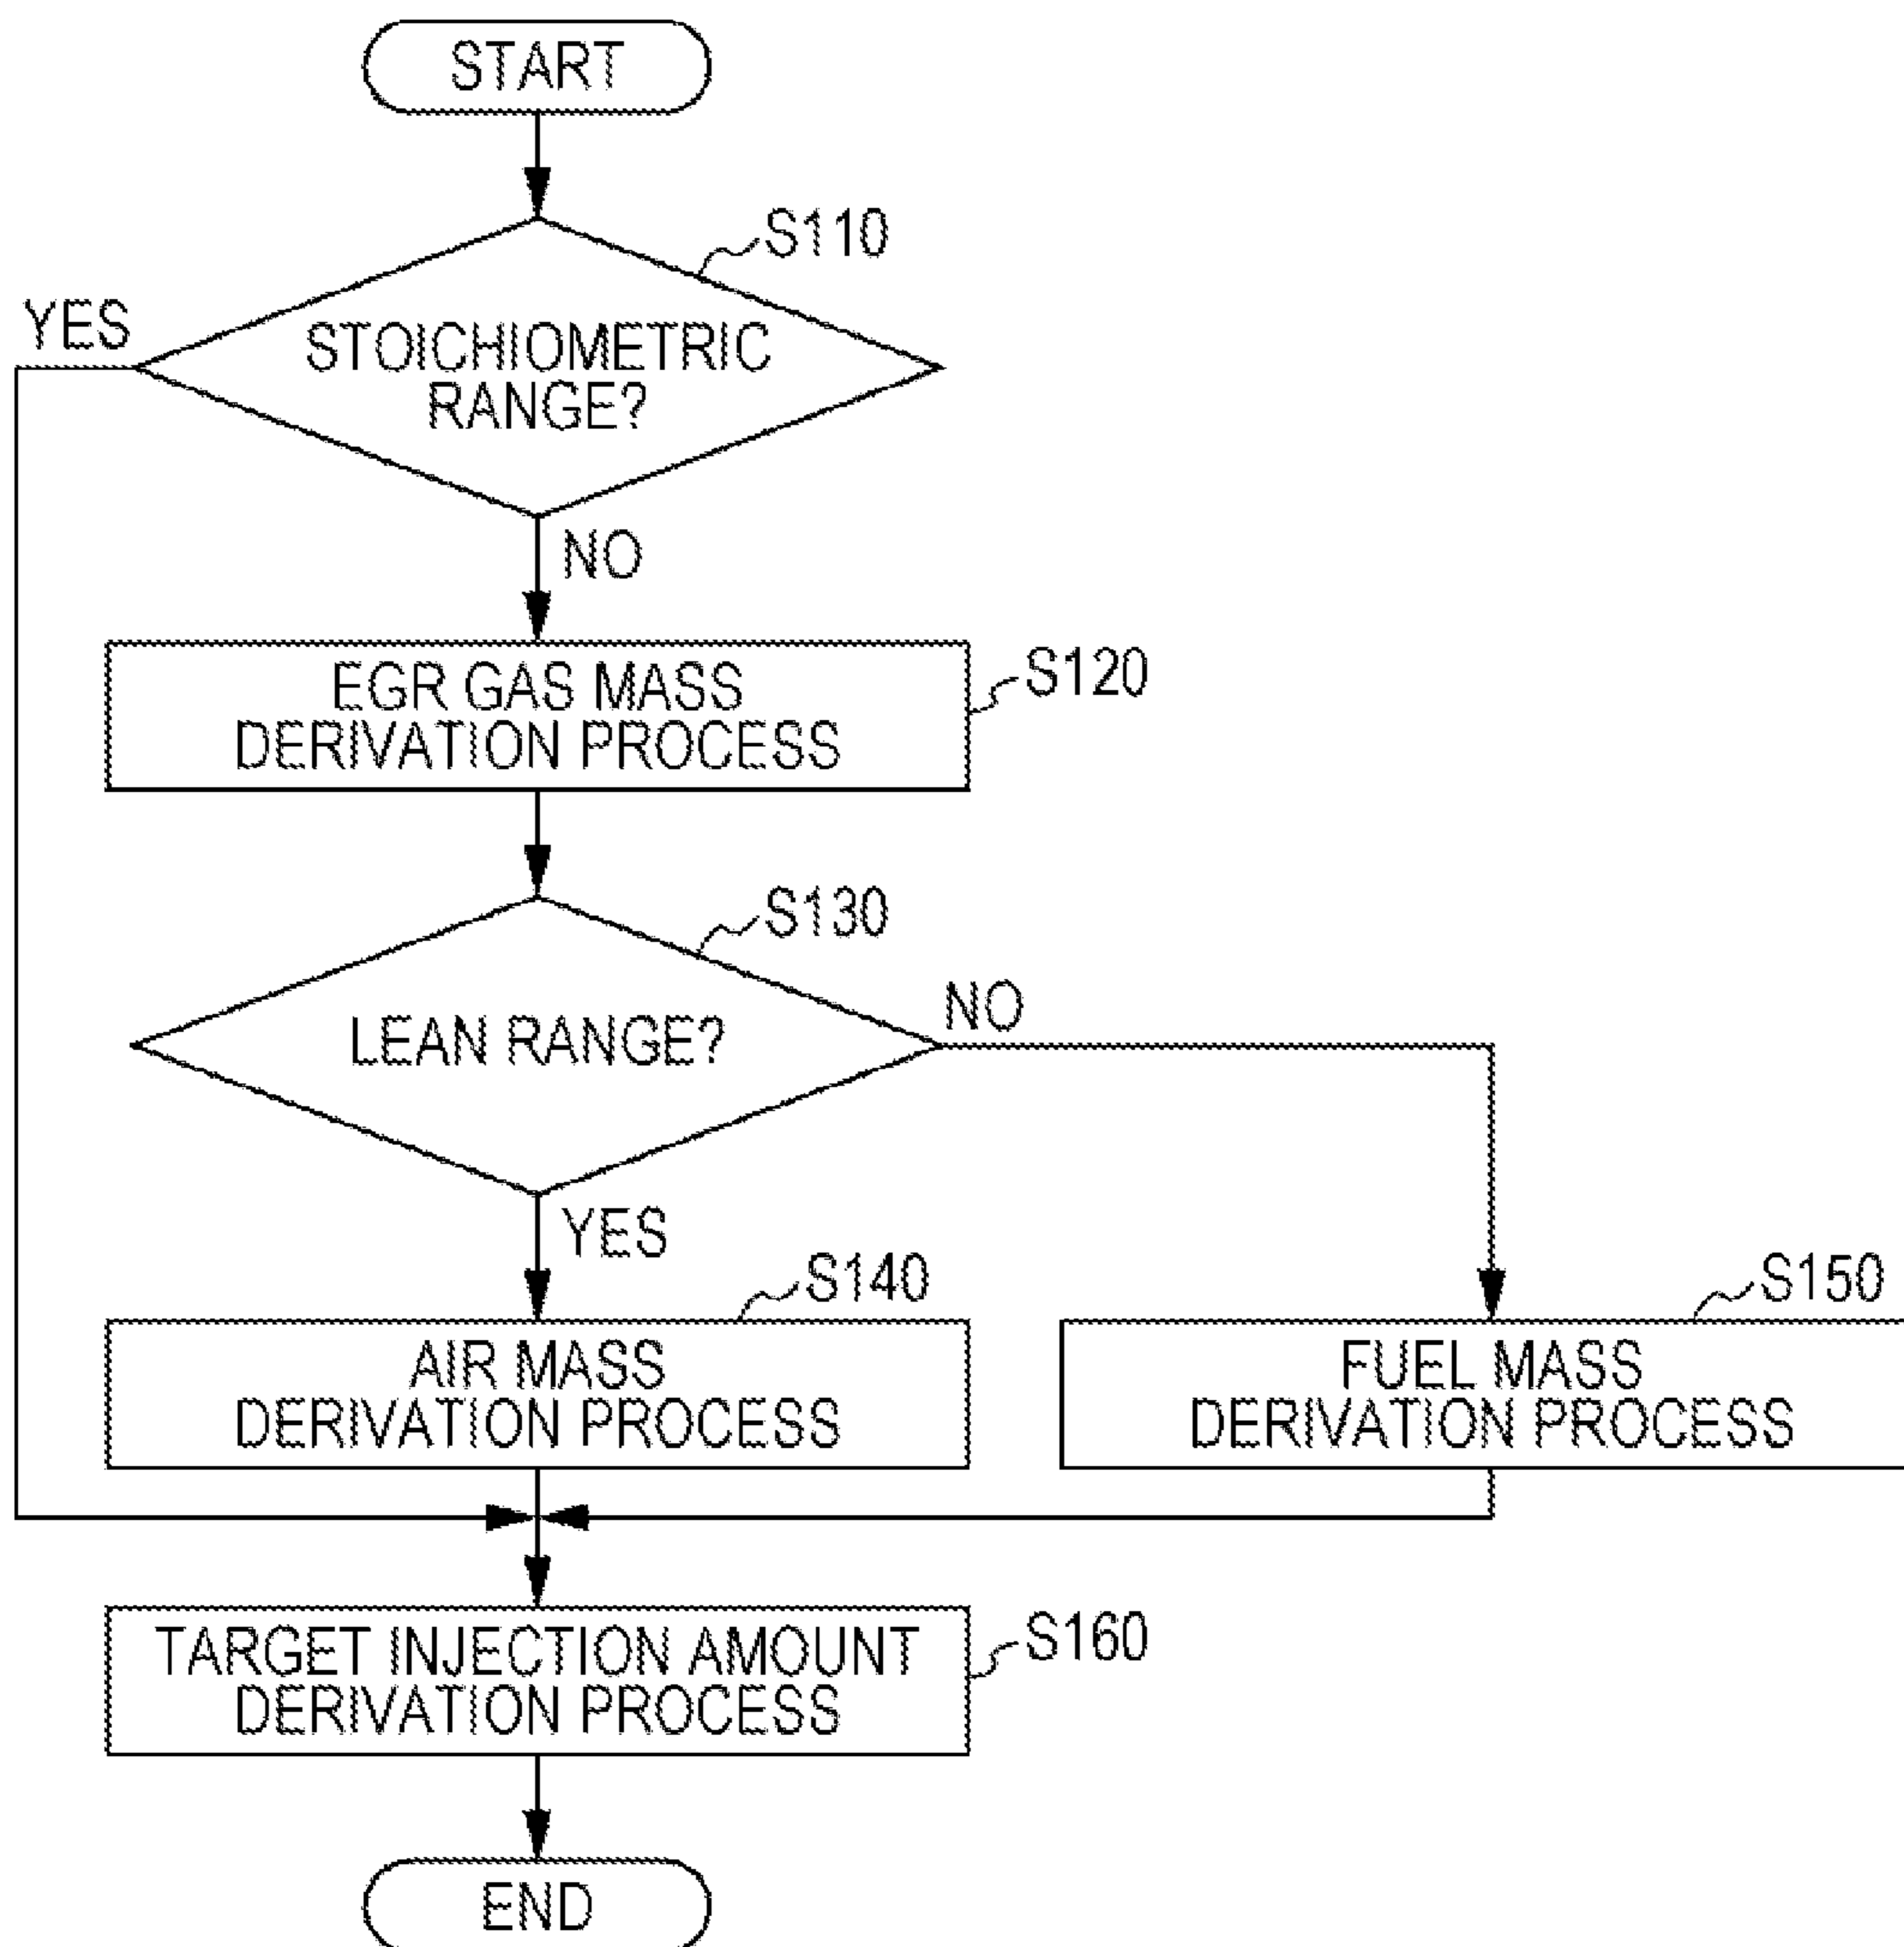 START
S110
YES
STOICHIOMETRIC
RANGE?
NO
EGR GAS MASS
DERIVATION PROCESS
S120
S130
LEAN RANGE?
NO
YES
S140
AIR MASS
DERIVATION PROCESS
S150
FUEL MASS
DERIVATION PROCESS
TARGET INJECTION AMOUNT
DERIVATION PROCESS
S160
END